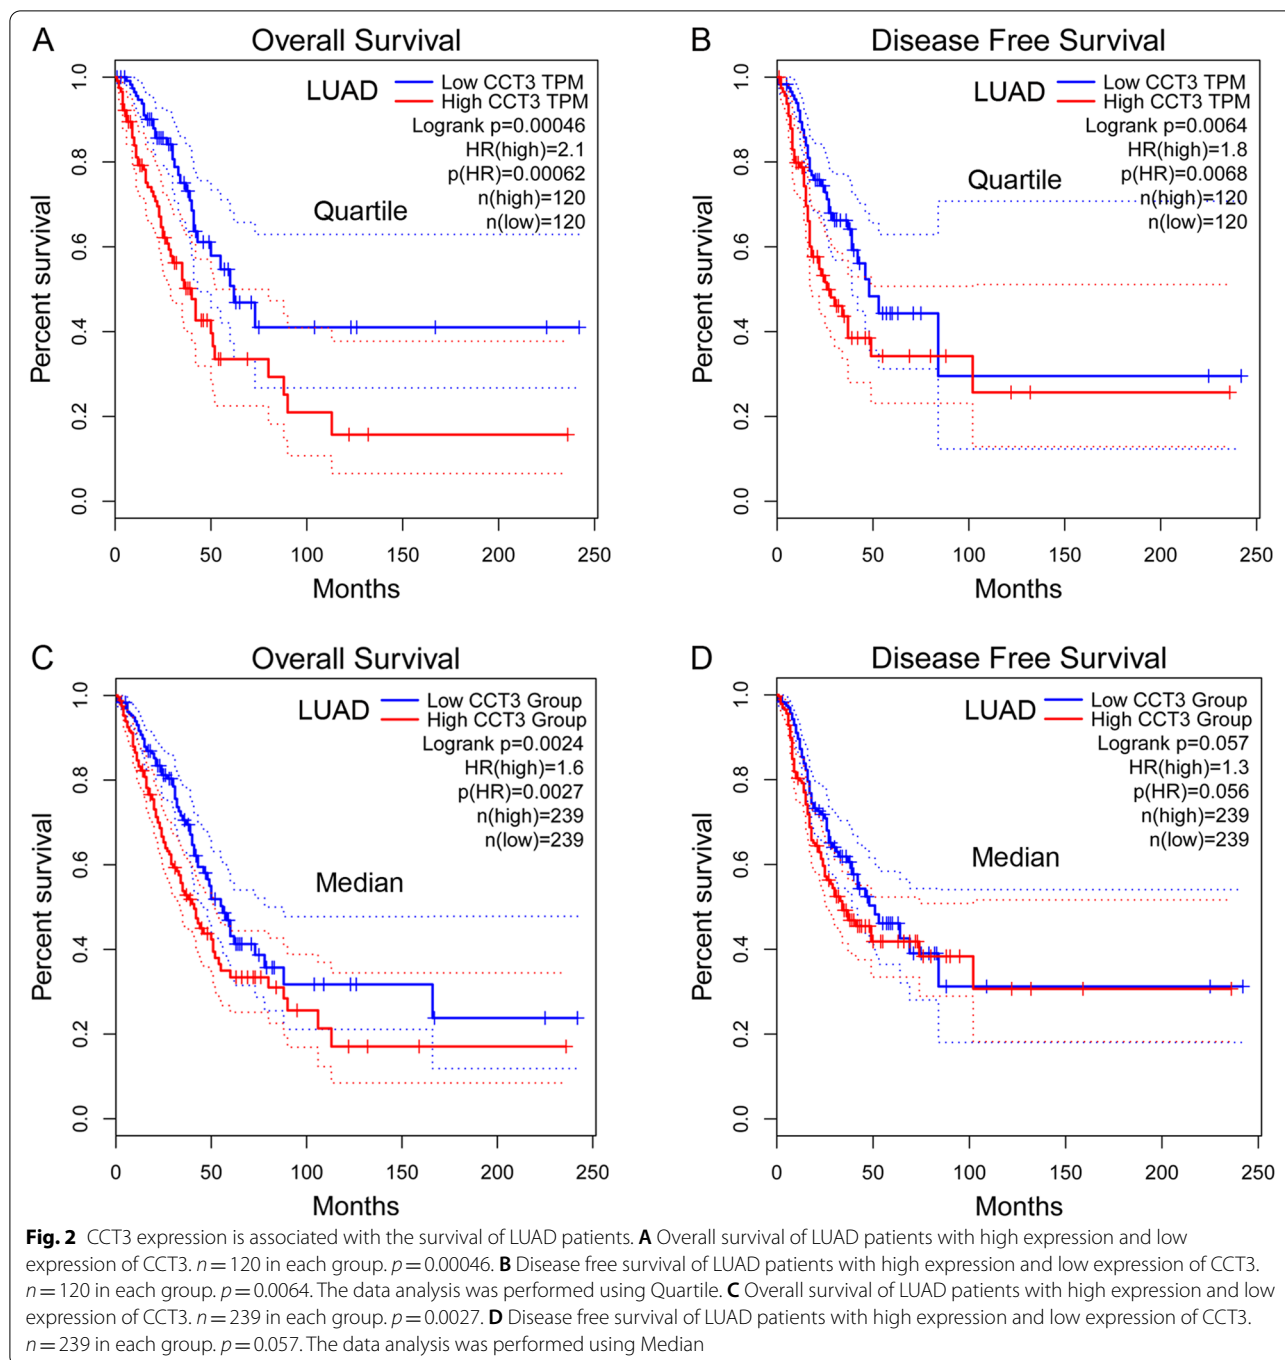 A
Overall Survival
LUAD
Low CCT3 TPM
High CCT3 TPM
Logrank p=0.00046
HR(high)=2.1
p(HR)=0.00062
n(high)=120
n(low)=120
Quartile
Percent survival
1.0
0.8
0.6
0.4
0.2
0.0
0 50 100 150 200 250
Months
B
Disease Free Survival
LUAD
Low CCT3 TPM
High CCT3 TPM
Logrank p=0.0064
HR(high)=1.8
p(HR)=0.0068
n(high)=120
n(low)=120
Quartile
Percent survival
1.0
0.8
0.6
0.4
0.2
0.0
0 50 100 150 200 250
Months
C
Overall Survival
LUAD
Low CCT3 Group
High CCT3 Group
Logrank p=0.0024
HR(high)=1.6
p(HR)=0.0027
n(high)=239
n(low)=239
Median
Percent survival
1.0
0.8
0.6
0.4
0.2
0.0
0 50 100 150 200 250
Months
D
Disease Free Survival
LUAD
Low CCT3 Group
High CCT3 Group
Logrank p=0.057
HR(high)=1.3
p(HR)=0.056
n(high)=239
n(low)=239
Median
Percent survival
1.0
0.8
0.6
0.4
0.2
0.0
0 50 100 150 200 250
Months
Fig. 2 CCT3 expression is associated with the survival of LUAD patients. A Overall survival of LUAD patients with high expression and low
expression of CCT3. n = 120 in each group. p = 0.00046. B Disease free survival of LUAD patients with high expression and low expression of CCT3.
n = 120 in each group. p = 0.0064. The data analysis was performed using Quartile. C Overall survival of LUAD patients with high expression and low
expression of CCT3. n = 239 in each group. p = 0.0027. D Disease free survival of LUAD patients with high expression and low expression of CCT3.
n = 239 in each group. p = 0.057. The data analysis was performed using Median